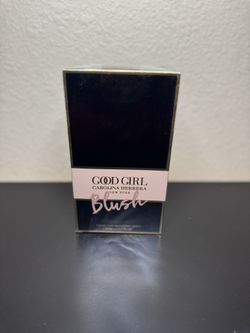 GOOD GIRL
CAROLINA HERRERA
NEW YORK
Blush